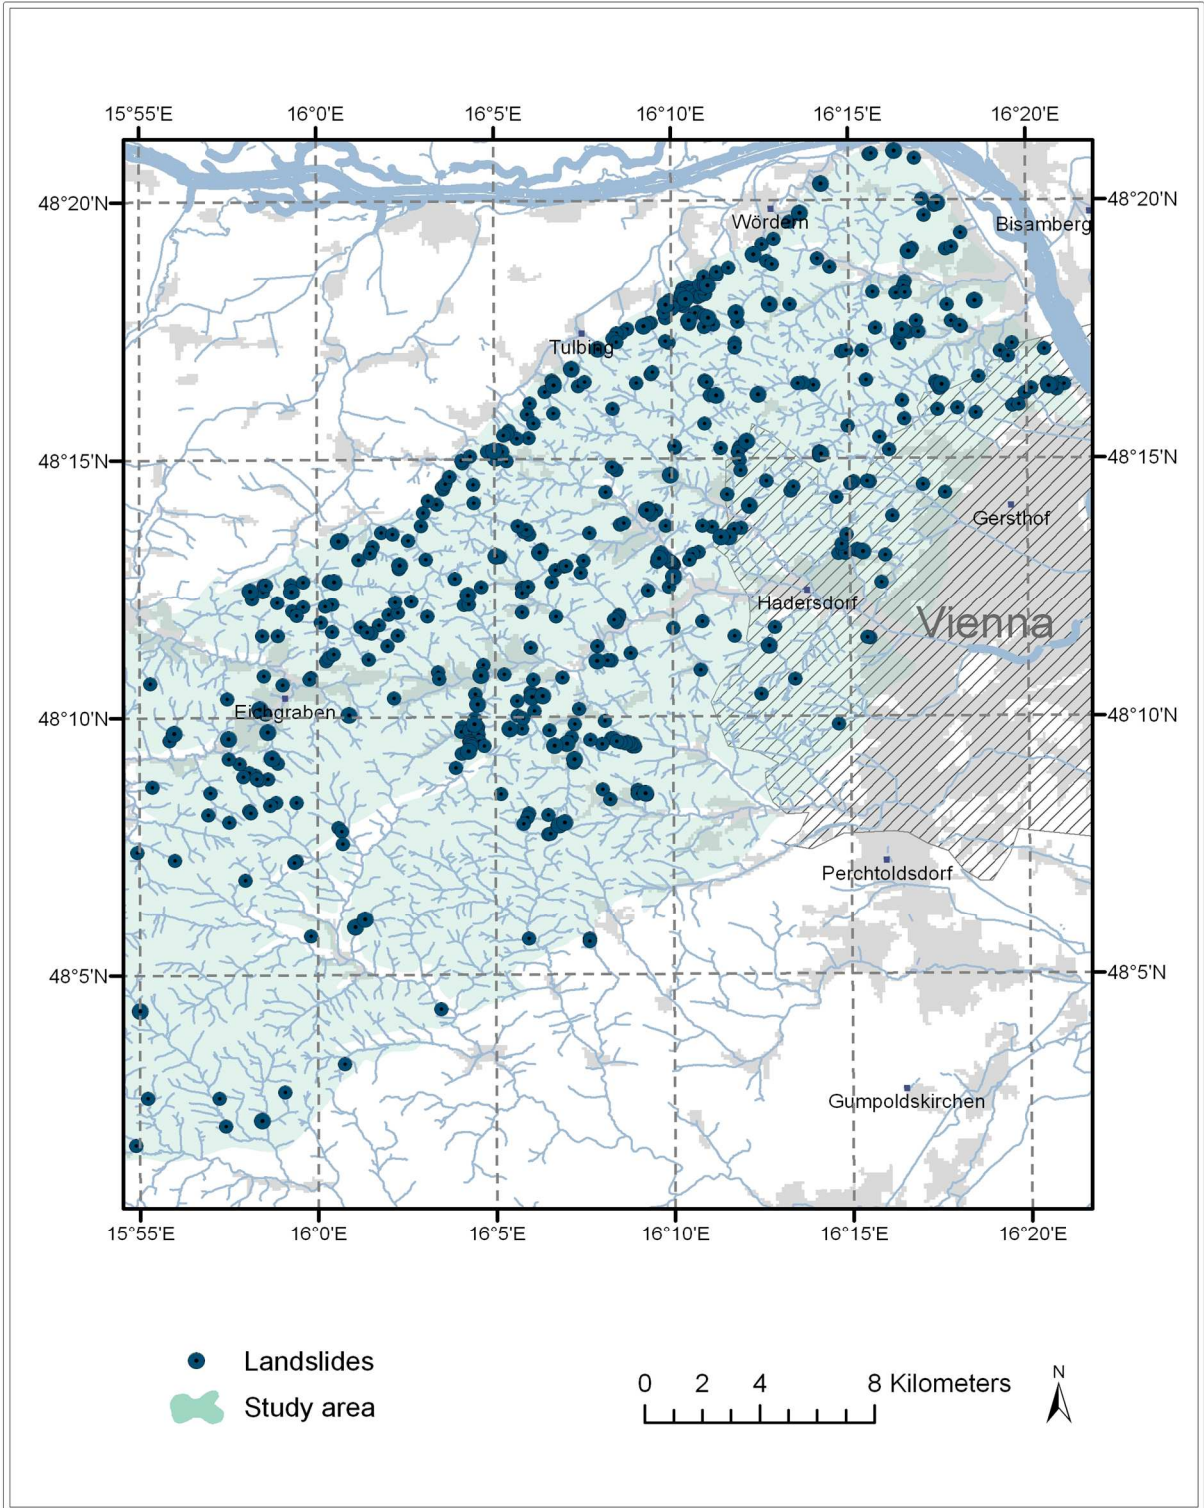 15°55'E 16°0'E 16°5'E 16°10'E 16°15'E 16°20'E
48°20'N 48°20'N
Wördern Bisamberg
Tulbing
48°15'N 48°15'N
Gersthof
Hadersdorf
Vienna
Eichgraben
48°10'N 48°10'N
Perchtoldsdorf
48°5'N 48°5'N
Gumpoldskirchen
15°55'E 16°0'E 16°5'E 16°10'E 16°15'E 16°20'E
Landslides
Study area
0 2 4 8 Kilometers
N